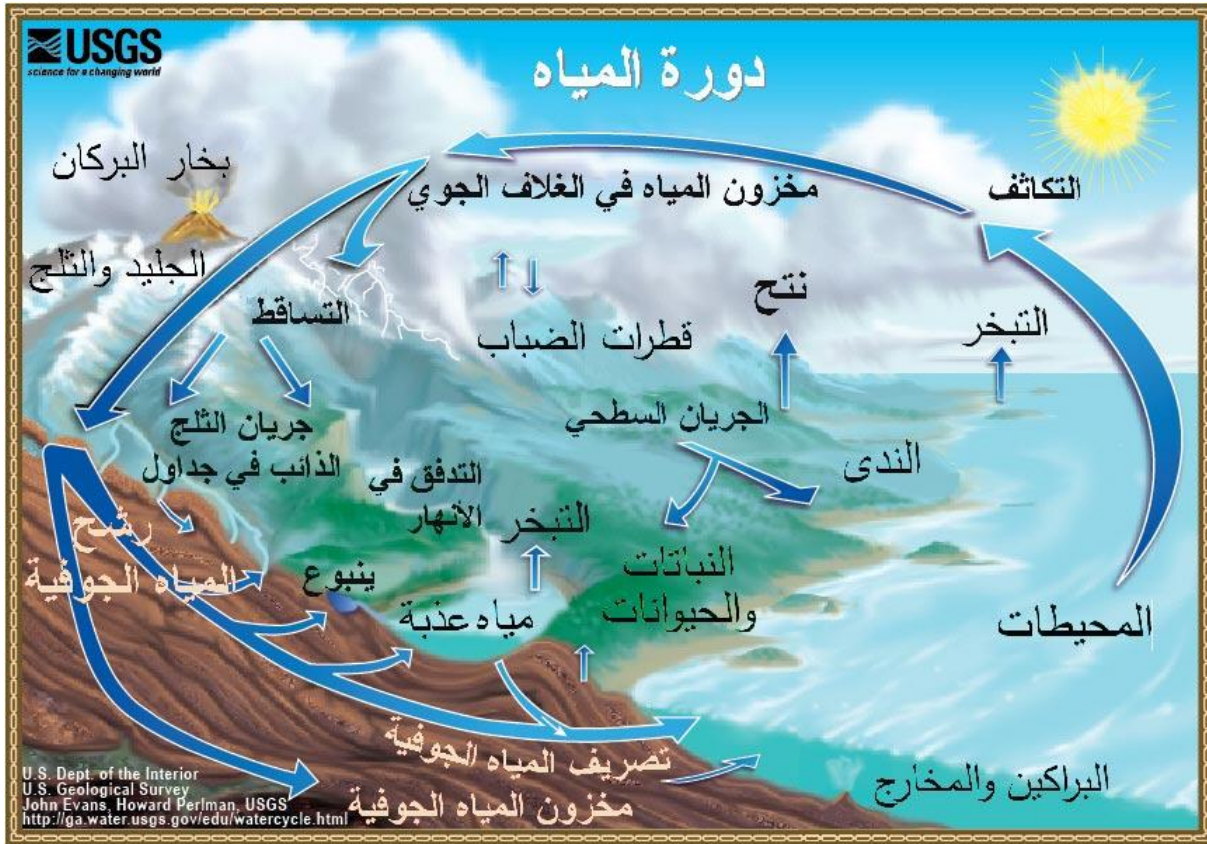 USGS
science for a changing world
دورة المياه
بخار البركان
مخزون المياه في الغلاف الجوي
التكاثف
الجليد والثلج
نتح
التساقط
قطرات الضباب
التبخر
الجريان السطحي
جريان الثلج
الذائب في جداول
التدفق في
الأنهار
الندى
رشح
المياه الجوفية
التبخر
النباتات
والحيوانات
ينبوع
مياه عذبة
المحيطات
تصريف المياه الجوفية
مخزون المياه الجوفية
البراكين والمخارج
U.S. Dept. of the Interior
U.S. Geological Survey
John Evans, Howard Perlman, USGS
http://ga.water.usgs.gov/edu/watercycle.html